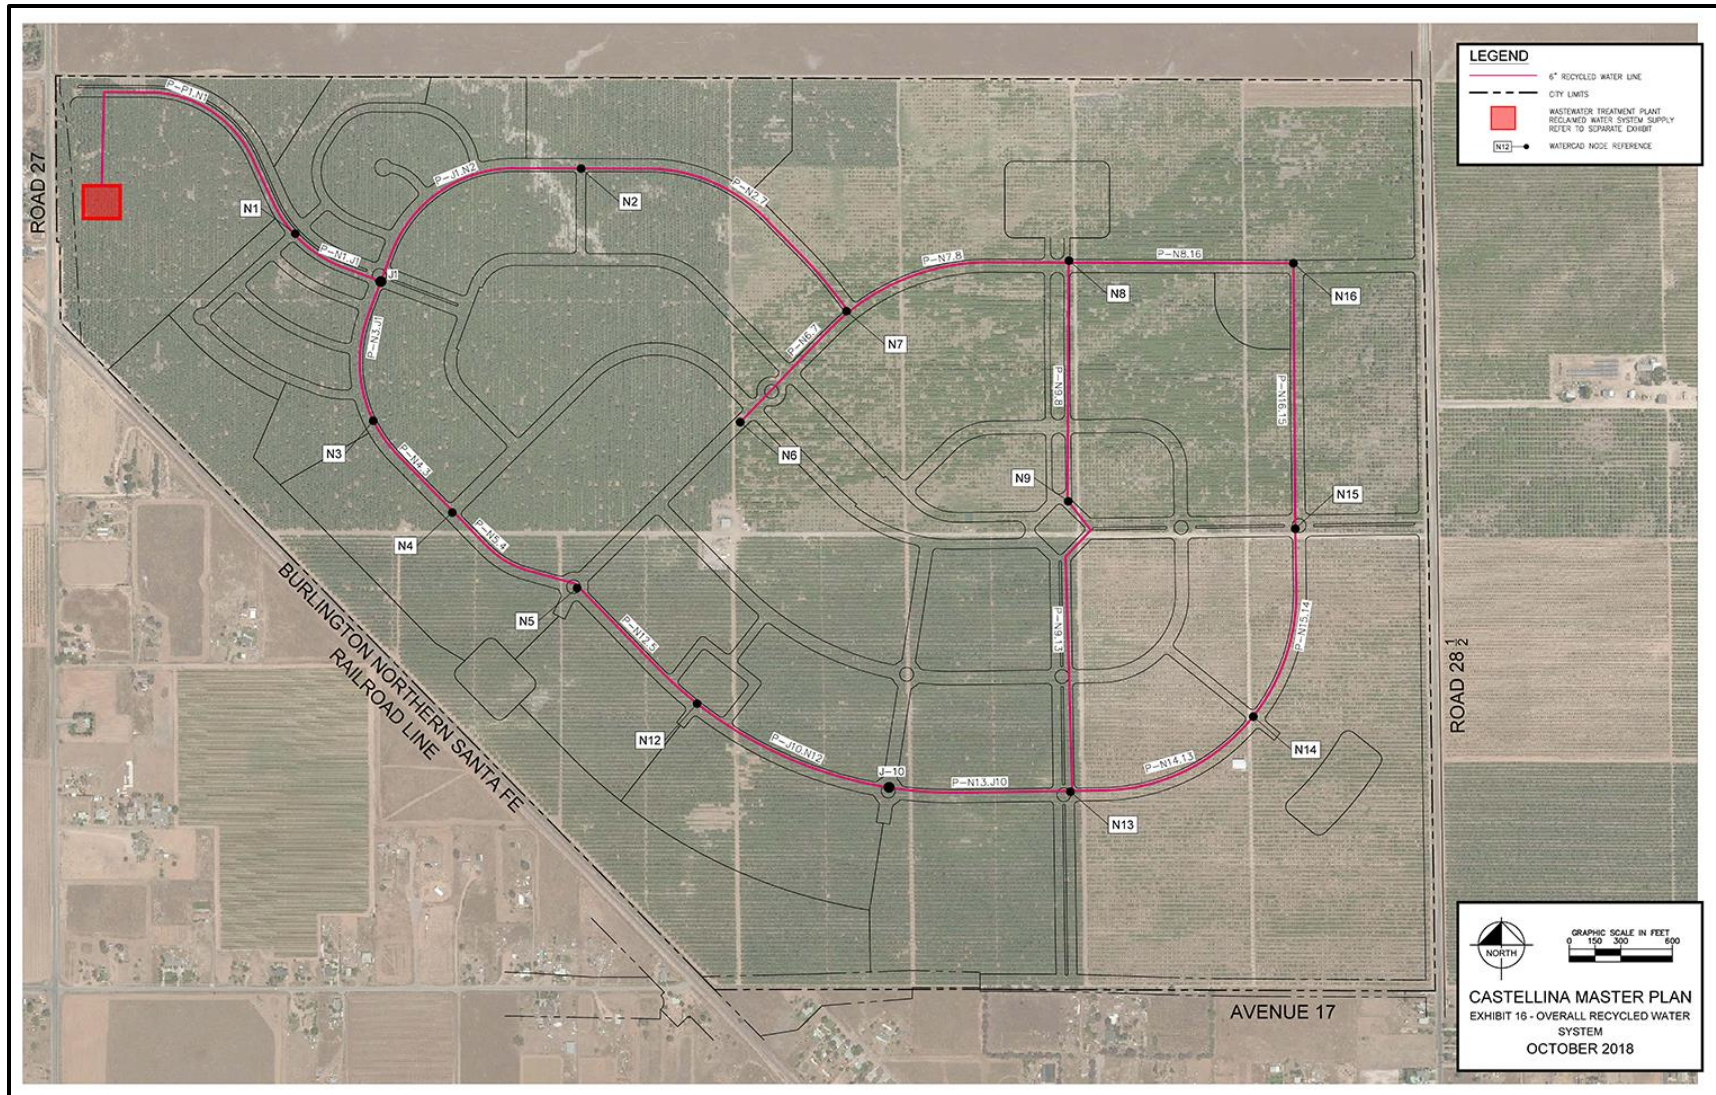 LEGEND
6" RECYCLED WATER LINE
CITY LIMITS
WASTEWATER TREATMENT PLANT
RECLAIMED WATER SYSTEM SUPPLY
REFER TO SEPARATE EXHIBIT
N12
WATERCAD NODE REFERENCE
ROAD 27
P-P1.N1
N1
P-N1.J1
J1
P-J1.N2
N2
P-N2.7
P-N7.8
P-N8.16
N8
N16
P-N3.J1
P-N6.7
N7
P-N9.8
P-N16.15
N3
P-N4.3
N6
N9
N15
N4
P-N5.4
BURLINGTON NORTHERN SANTA FE
RAILROAD LINE
N5
P-N12.5
P-N9.13
P-N15.14
ROAD 28 1/2
N12
P-J10.N12
J-10
P-N13.J10
P-N14.13
N14
N13
AVENUE 17
NORTH
GRAPHIC SCALE IN FEET
0 150 300 600
CASTELLINA MASTER PLAN
EXHIBIT 16 - OVERALL RECYCLED WATER
SYSTEM
OCTOBER 2018